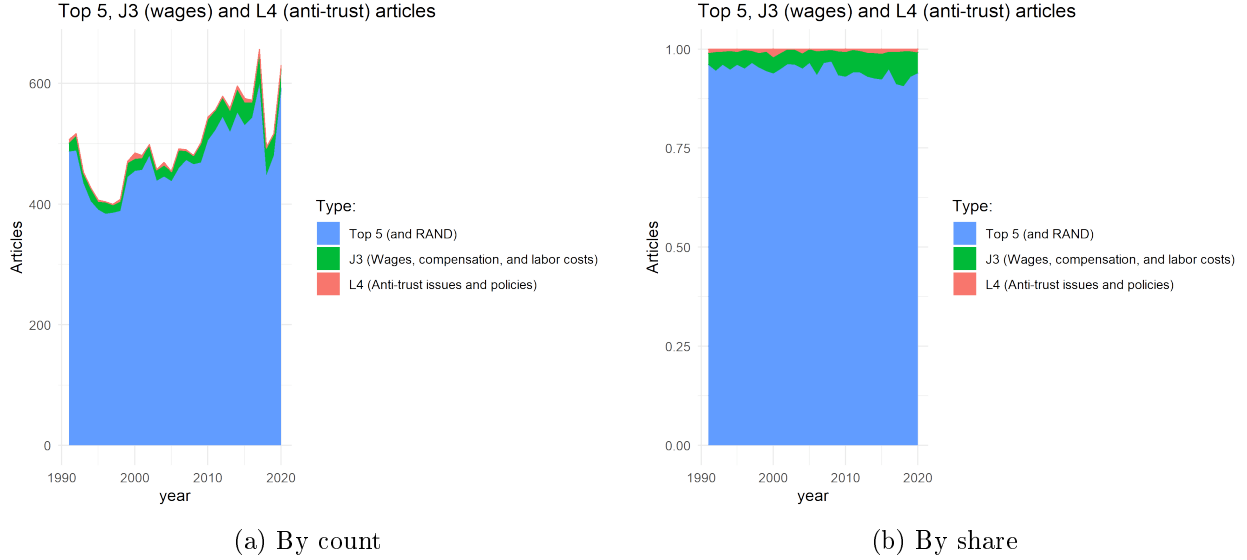 Top 5, J3 (wages) and L4 (anti-trust) articles
600
400
200
0
Articles
1990
2000
2010
2020
year
Type:
Top 5 (and RAND)
J3 (Wages, compensation, and labor costs)
L4 (Anti-trust issues and policies)
(a) By count
Top 5, J3 (wages) and L4 (anti-trust) articles
1.00
0.75
0.50
0.25
0.00
Articles
1990
2000
2010
2020
year
Type:
Top 5 (and RAND)
J3 (Wages, compensation, and labor costs)
L4 (Anti-trust issues and policies)
(b) By share